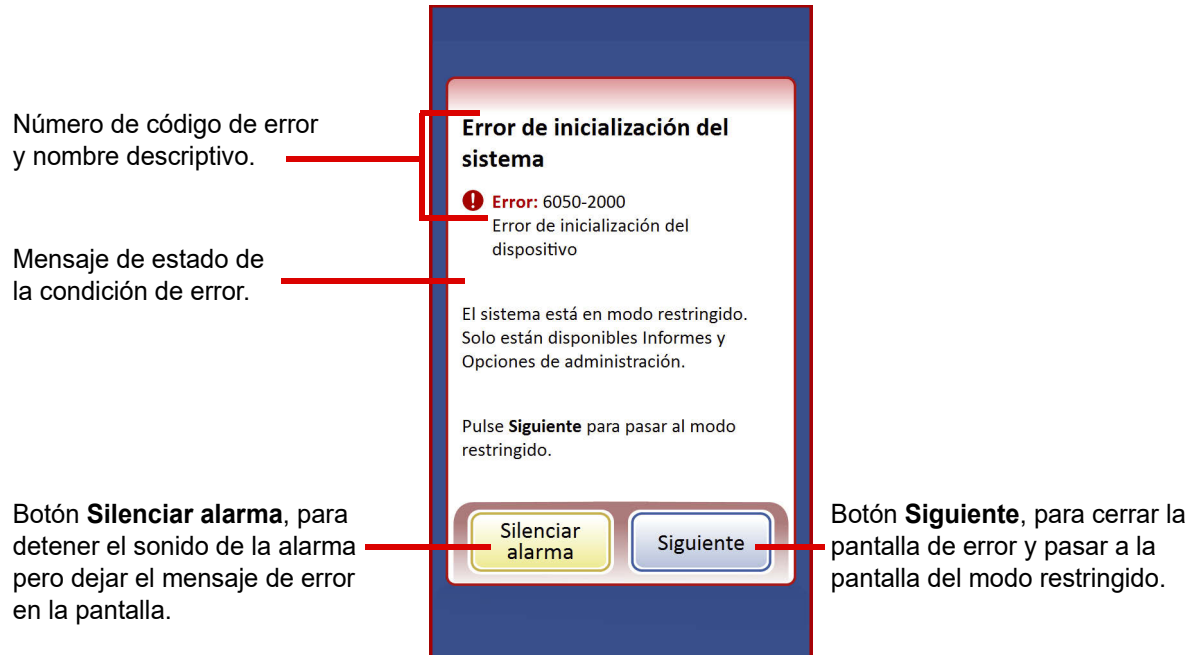 Número de código de error
y nombre descriptivo.
Mensaje de estado de
la condición de error.
Botón Silenciar alarma, para
detener el sonido de la alarma
pero dejar el mensaje de error
en la pantalla.
Error de inicialización del
sistema
Error: 6050-2000
Error de inicialización del
dispositivo
El sistema está en modo restringido.
Solo están disponibles Informes y
Opciones de administración.
Pulse Siguiente para pasar al modo
restringido.
Silenciar
alarma
Siguiente
Botón Siguiente, para cerrar la
pantalla de error y pasar a la
pantalla del modo restringido.